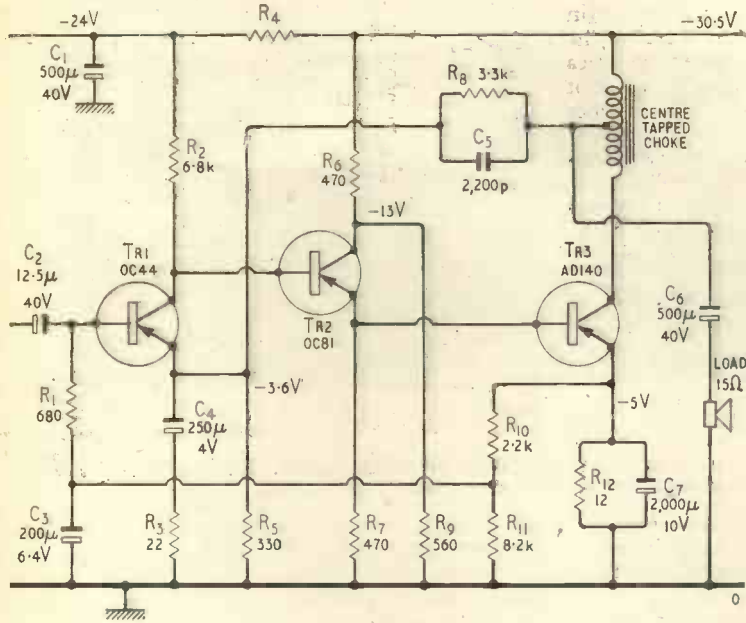 -24V
R4
-30.5V
C1
500μ
40V
R8 3.3k
C5
2,200p
CENTRE
TAPPED
CHOKE
R2
6.8k
R6
470
-13V
C2
12.5μ
40V
TR1
OC44
TR2
OC81
TR3
AD140
C6
500μ
40V
LOAD
15Ω
-3.6V
-5V
R1
680
C4
250μ
4V
R10
2.2k
R12
12
C7
2,000μ
10V
C3
200μ
6.4V
R3
22
R5
330
R7
470
R9
560
R11
8.2k
0